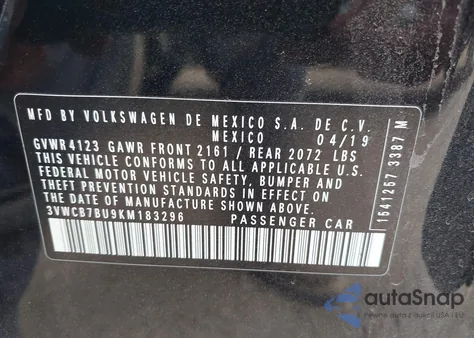 MFD BY VOLKSWAGEN DE MEXICO S.A. DE C.V.
MEXICO 04/19
GVWR4123 GAWR FRONT 2161 / REAR 2072 LBS
THIS VEHICLE CONFORMS TO ALL APPLICABLE U.S.
FEDERAL MOTOR VEHICLE SAFETY, BUMPER AND
THEFT PREVENTION STANDARDS IN EFFECT ON
THE DATE OF MANUFACTURE SHOWN ABOVE.
3VWCB7BU9KM183296 PASSENGER CAR
1641267 3387 M
autoSnap